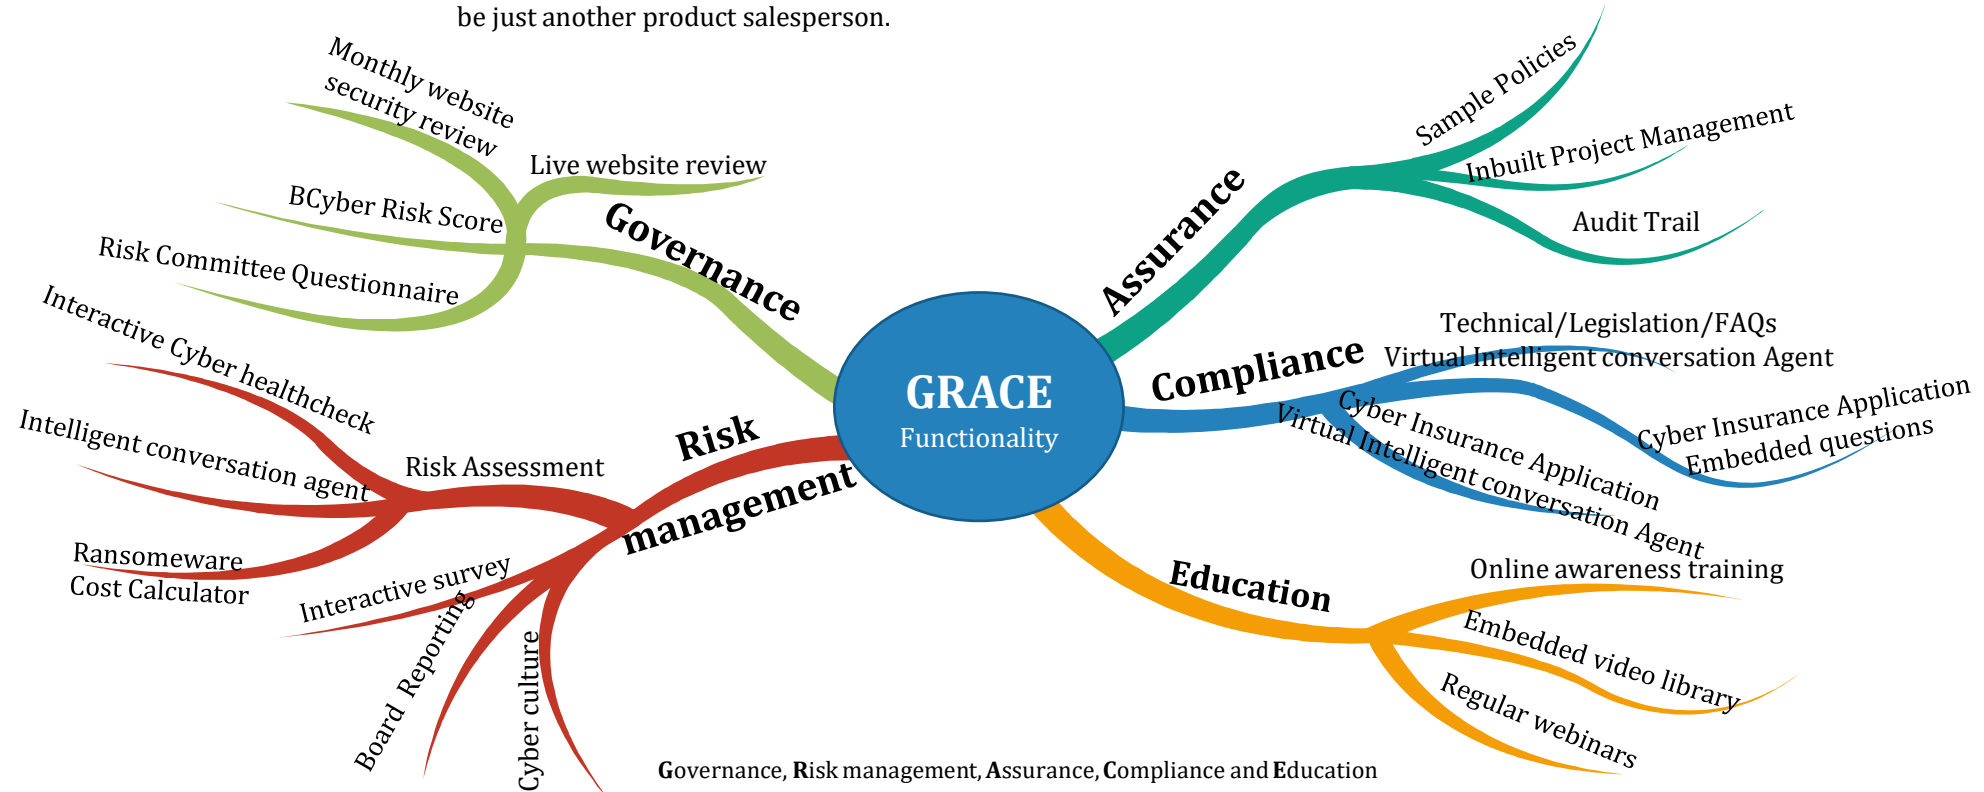 be just another product salesperson.
Monthly website
security review
Live website review
BCyber Risk Score
Risk Committee Questionnaire
Governance
Interactive Cyber healthcheck
Intelligent conversation agent
Risk Assessment
Ransomeware
Cost Calculator
Risk
management
Interactive survey
Board Reporting
Cyber culture
GRACE
Functionality
Assurance
Sample Policies
Inbuilt Project Management
Audit Trail
Compliance
Technical/Legislation/FAQs
Virtual Intelligent conversation Agent
Cyber Insurance Application
Embedded questions
Cyber Insurance Application
Virtual Intelligent conversation Agent
Education
Online awareness training
Embedded video library
Regular webinars
Governance, Risk management, Assurance, Compliance and Education